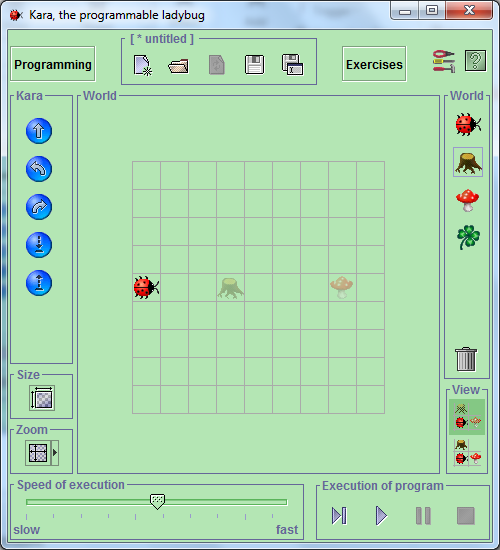 Kara, the programmable ladybug
[ * untitled ]
Programming
Exercises
Kara
World
World
Size
View
Zoom
Speed of execution
slow
fast
Execution of program